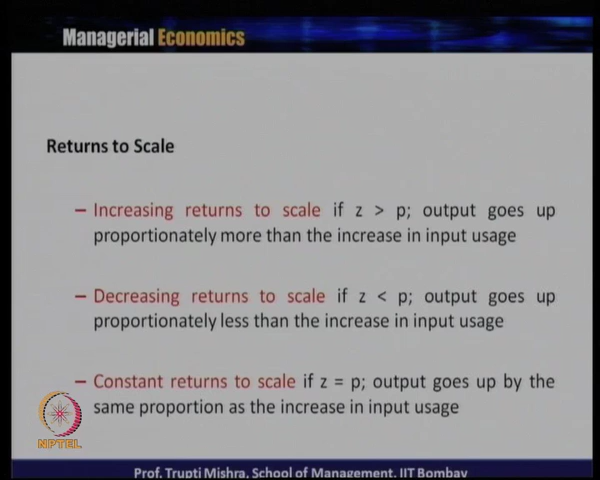 Managerial Economics
Returns to Scale
– Increasing returns to scale if z > p; output goes up
proportionately more than the increase in input usage
– Decreasing returns to scale if z < p; output goes up
proportionately less than the increase in input usage
– Constant returns to scale if z = p; output goes up by the
same proportion as the increase in input usage
NPTEL
Prof. Trupti Mishra, School of Management, IIT Bombay